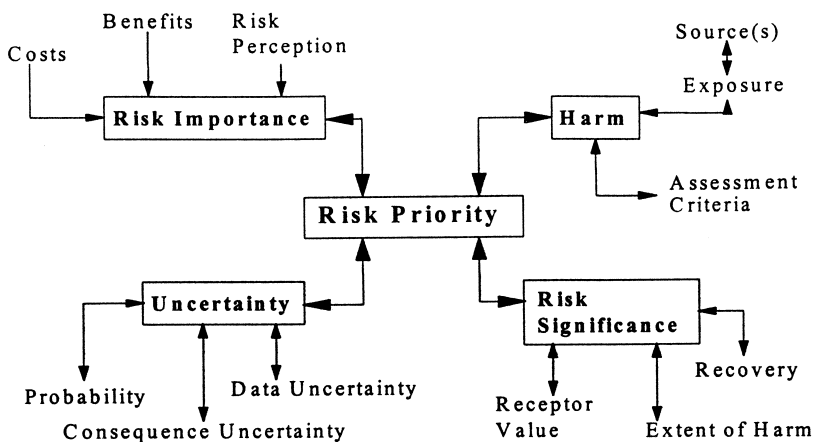 Benefits
Risk
Perception
Costs
Risk Importance
Source(s)
Exposure
Harm
Assessment
Criteria
Risk Priority
Uncertainty
Probability
Data Uncertainty
Consequence Uncertainty
Risk
Significance
Recovery
Receptor
Value
Extent of Harm